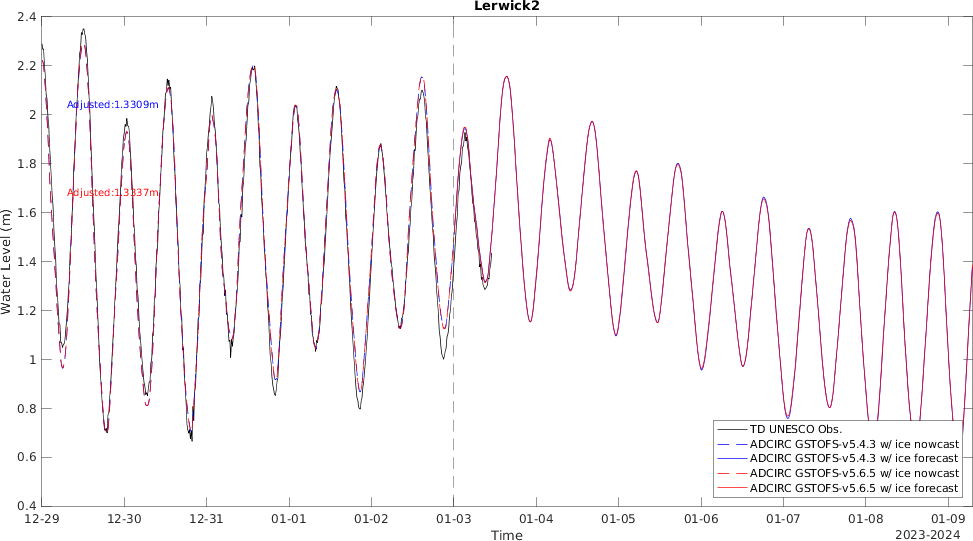 Lerwick2
2.4
2.2
2
1.8
1.6
1.4
1.2
1
0.8
0.6
0.4
Water Level (m)
Adjusted:1.3309m
Adjusted:1.3337m
TD UNESCO Obs.
ADCIRC GSTOFS-v5.4.3 w/ ice nowcast
ADCIRC GSTOFS-v5.4.3 w/ ice forecast
ADCIRC GSTOFS-v5.6.5 w/ ice nowcast
ADCIRC GSTOFS-v5.6.5 w/ ice forecast
12-29 12-30 12-31 01-01 01-02 01-03 01-04 01-05 01-06 01-07 01-08 01-09
Time
2023-2024